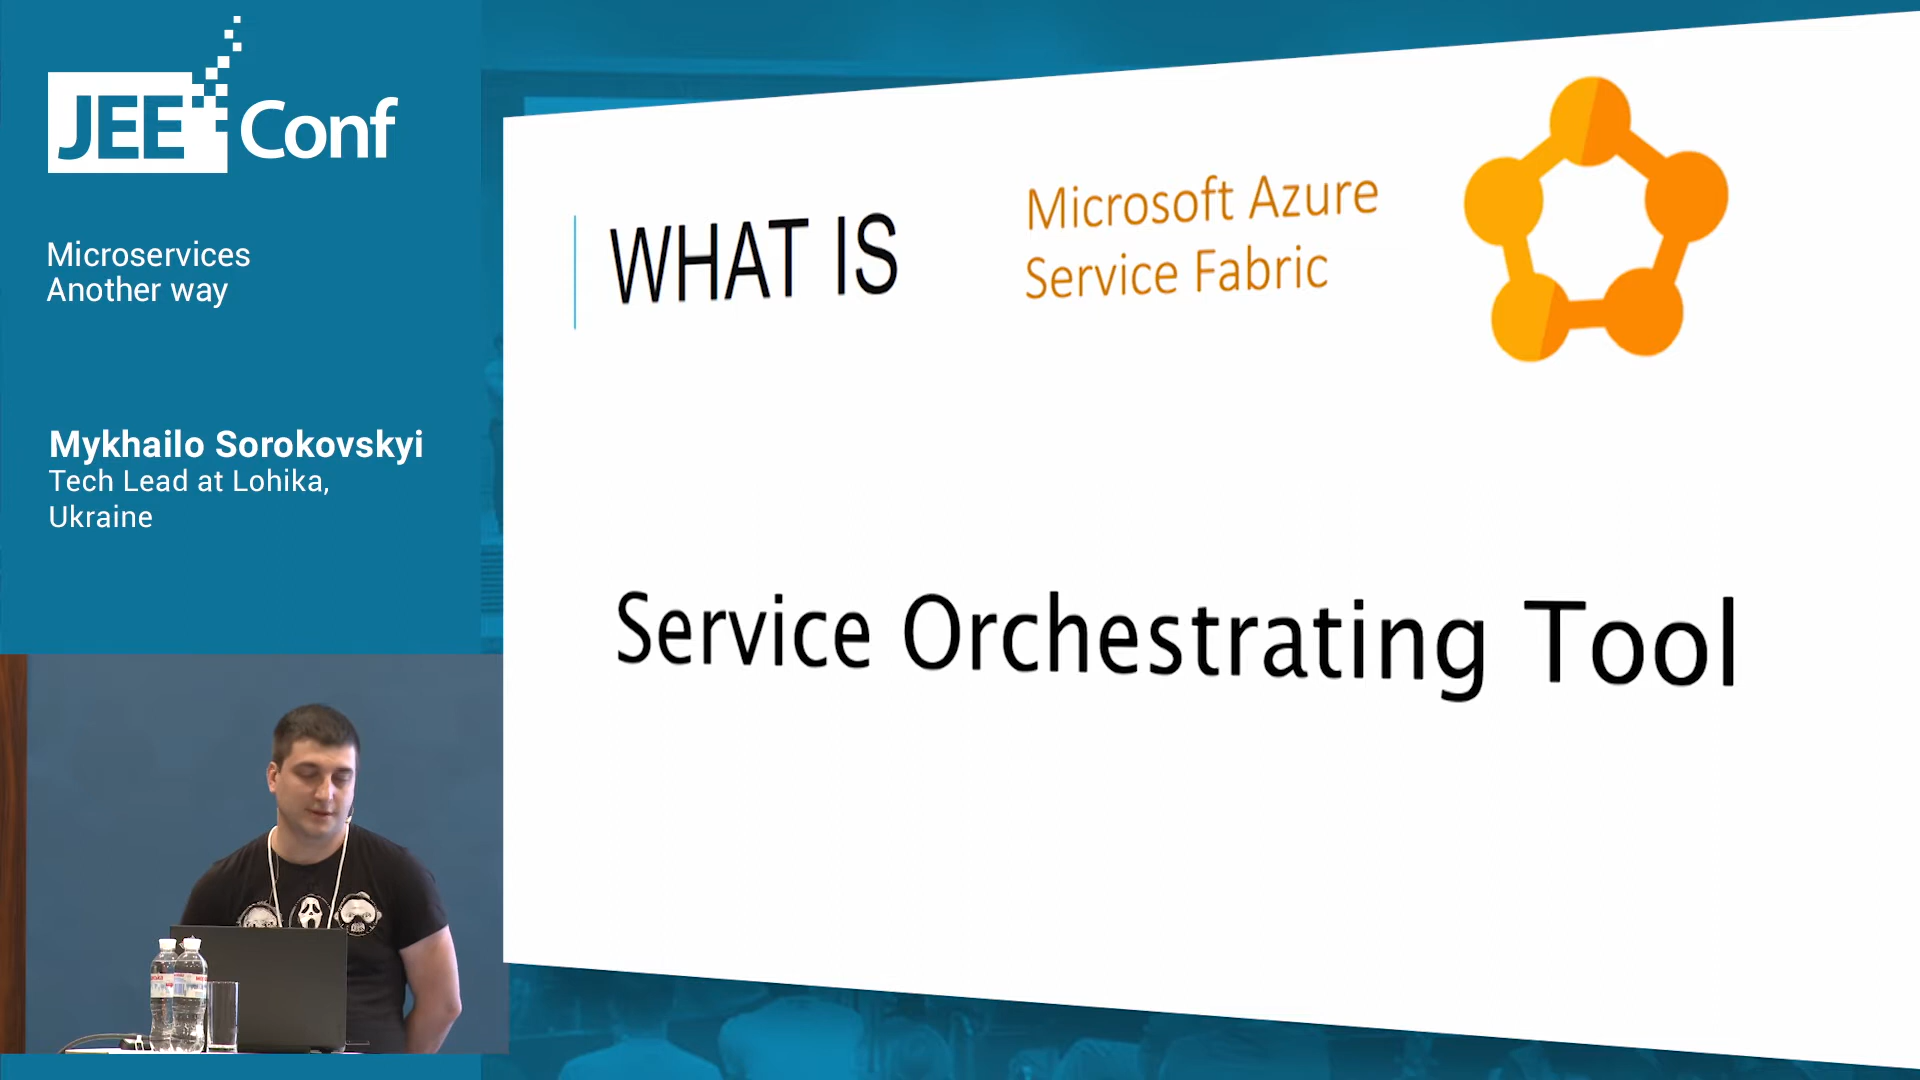 JEE Conf
Microservices
Another way
Mykhailo Sorokovskyi
Tech Lead at Lohika,
Ukraine
WHAT IS
Microsoft Azure
Service Fabric
Service Orchestrating Tool